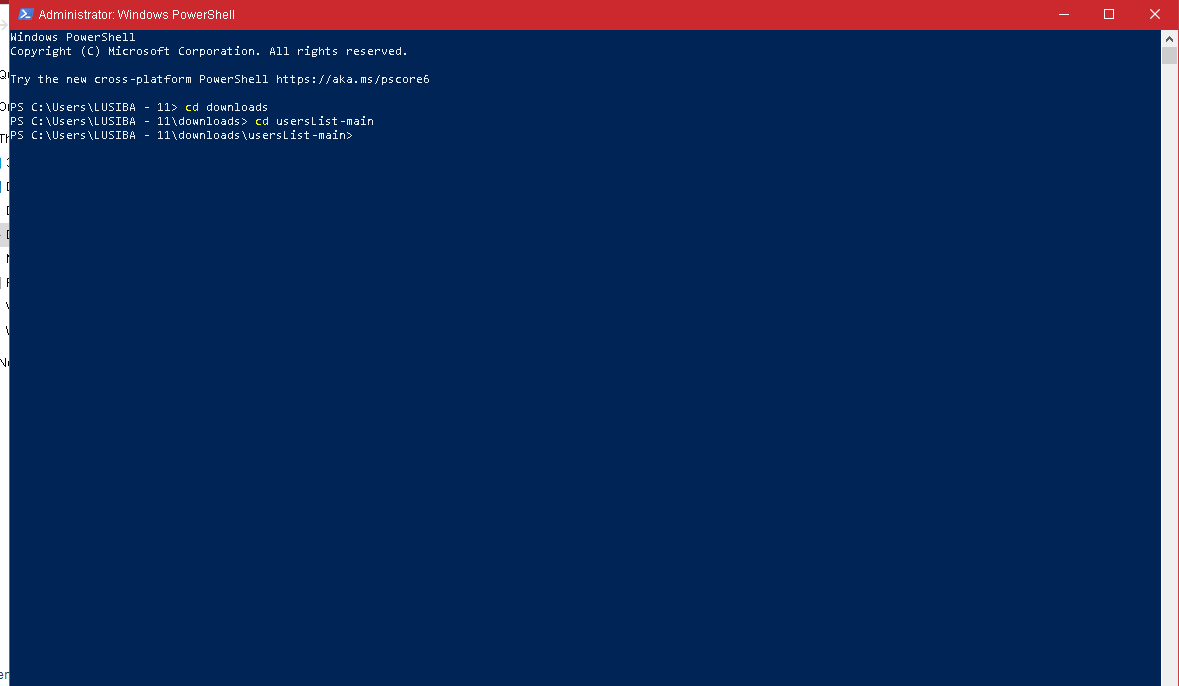 Administrator: Windows PowerShell
Windows PowerShell
Copyright (C) Microsoft Corporation. All rights reserved.
Try the new cross-platform PowerShell https://aka.ms/pscore6
PS C:\Users\LUSIBA - 11> cd downloads
PS C:\Users\LUSIBA - 11\downloads> cd usersList-main
PS C:\Users\LUSIBA - 11\downloads\usersList-main>